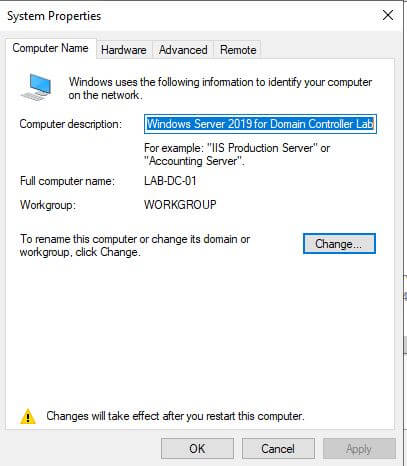 System Properties
Computer Name Hardware Advanced Remote
Windows uses the following information to identify your computer
on the network.
Computer description: Windows Server 2019 for Domain Controller Lab
For example: "IIS Production Server" or
"Accounting Server".
Full computer name: LAB-DC-01
Workgroup: WORKGROUP
To rename this computer or change its domain or
workgroup, click Change.
Change...
Changes will take effect after you restart this computer.
OK Cancel Apply